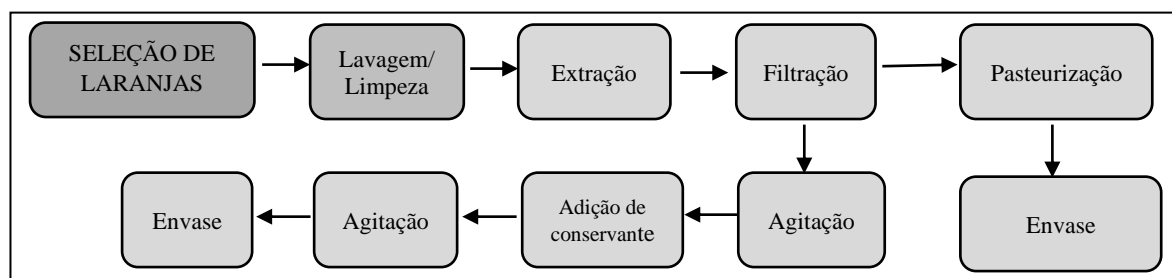 SELEÇÃO DE
LARANJAS
Lavagem/
Limpeza
Extração
Filtração
Pasteurização
Envase
Agitação
Adição de
conservante
Agitação
Envase